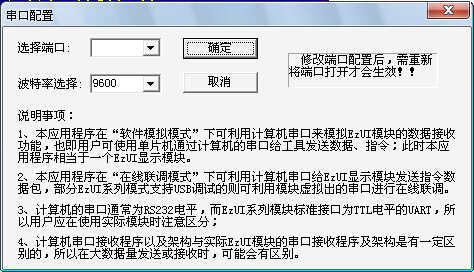 串口配置
选择端口:
确定
修改端口配置后，需重新
将端口打开才会生效！！
波特率选择: 9600
取消
说明事项：
1、本应用程序在“软件模拟模式”下可利用计算机串口来模拟EzUI模块的数据接收
功能，也即用户可使用单片机通过计算机的串口给工具发送数据、指令；此时本应
用程序相当于一个EzUI显示模块。
2、本应用程序在“在线联调模式”下可利用计算机串口给EzUI显示模块发送指令数
据包，部分EzUI系列模式支持USB调试的则可利用模块虚拟出的串口进行在线联调。
3、计算机的串口通常为RS232电平，而EzUI系列模块标准接口为TTL电平的UART，所
以用户应在使用实际模块时注意区分；
4、计算机串口接收程序以及架构与实际EzUI模块的串口接收程序及架构是有一定区
别的，所以在大数据量发送或接收时，可能会有区别。